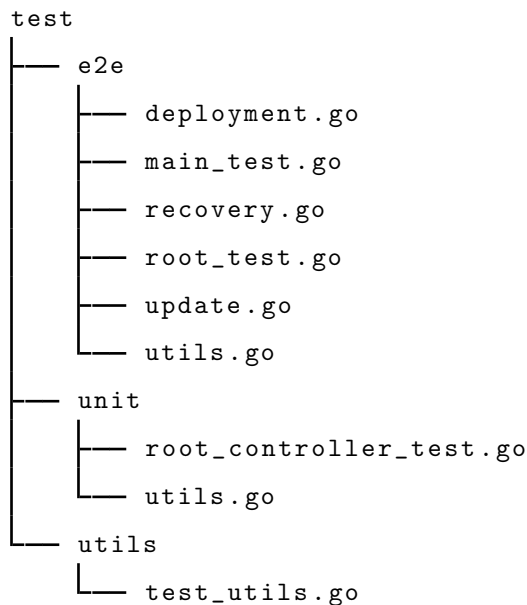 test
e2e
deployment.go
main_test.go
recovery.go
root_test.go
update.go
utils.go
unit
root_controller_test.go
utils.go
utils
test_utils.go